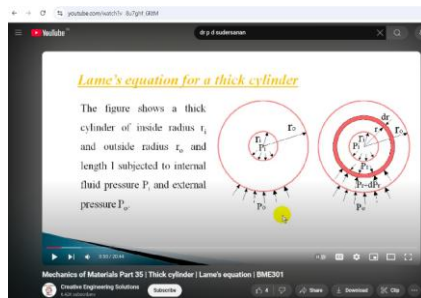 youtube.com/watch?v=
YouTube
dr p d sudersanan
Lame's equation for a thick cylinder
The figure shows a thick
cylinder of inside radius ri
and outside radius ro and
length l subjected to internal
fluid pressure Pi and external
pressure Po.
ri
ro
Pi
Po
dr
r
ro
ri
Pi
Po
Mechanics of Materials Part 35 | Thick cylinder | Lame's equation | BME301
Creative Engineering Solutions
Subscribe
4
Share
Download
Clip